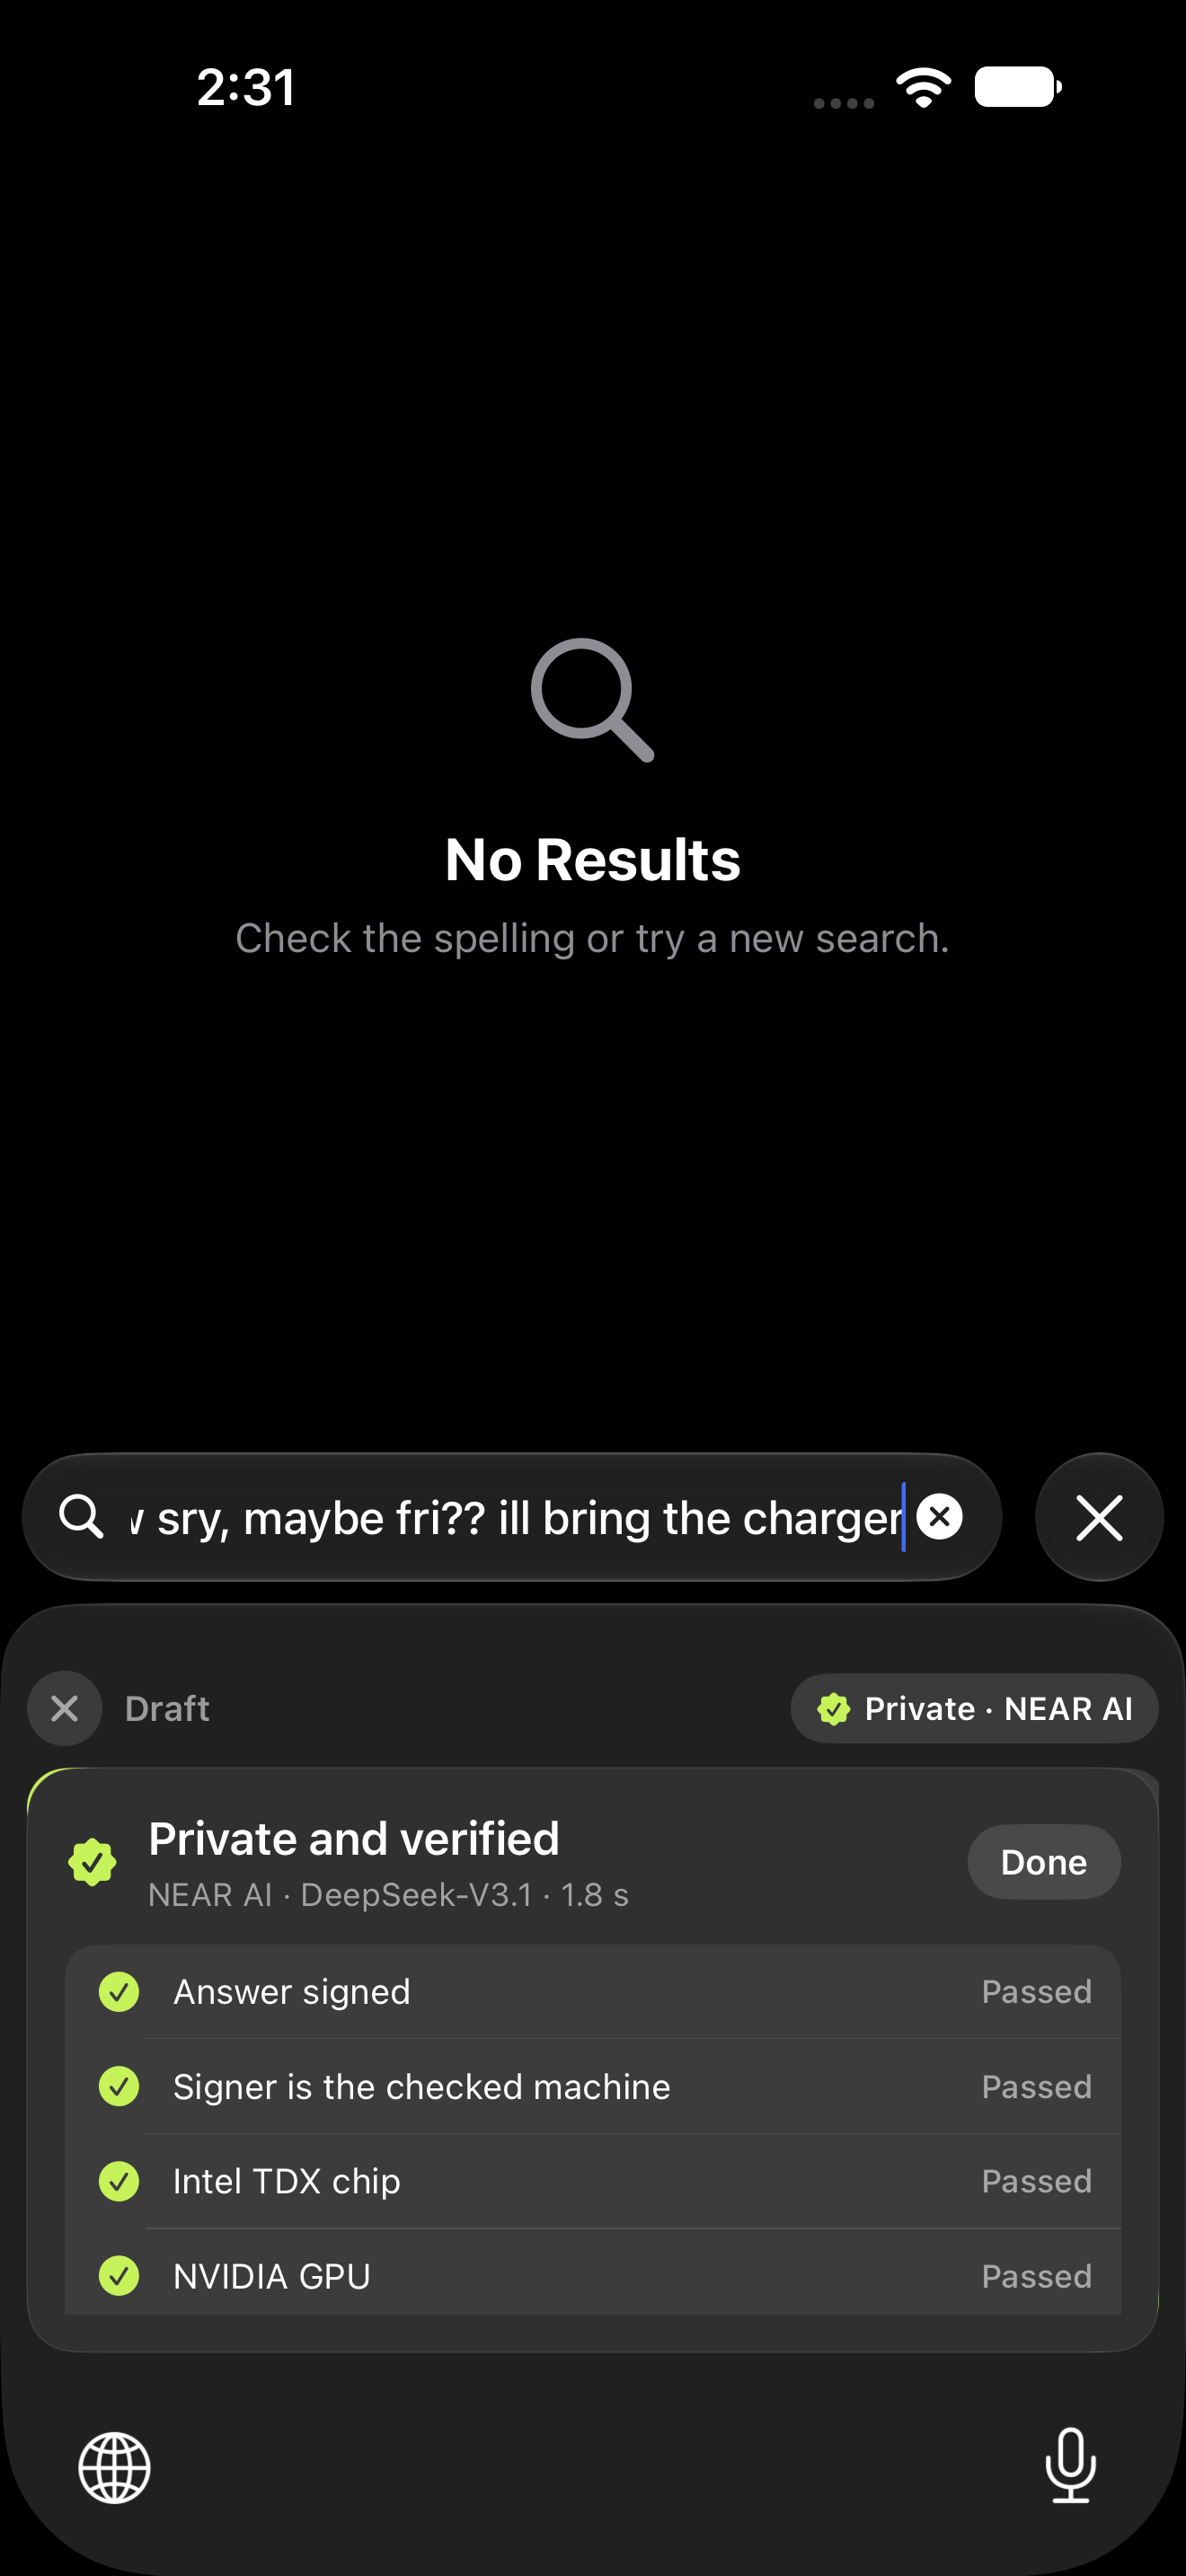 2:31
No Results
Check the spelling or try a new search.
sry, maybe fri?? ill bring the charger
Draft
Private · NEAR AI
Private and verified
NEAR AI · DeepSeek-V3.1 · 1.8 s
Done
Answer signed Passed
Signer is the checked machine Passed
Intel TDX chip Passed
NVIDIA GPU Passed